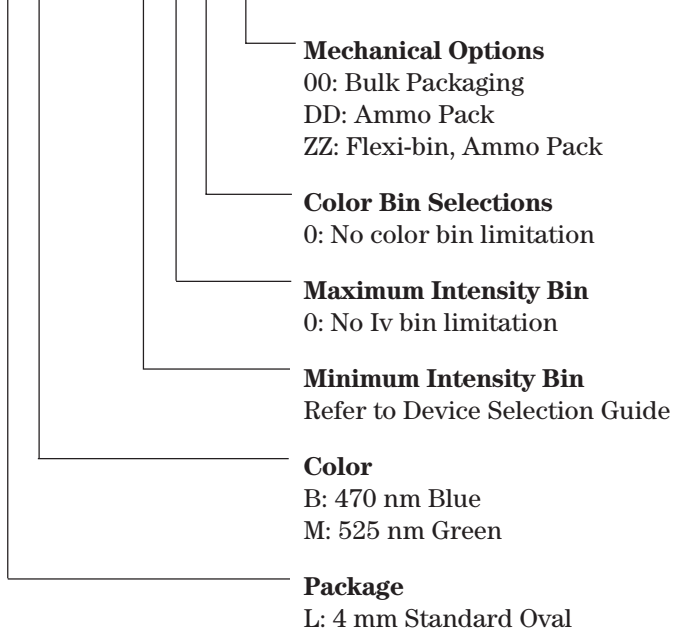 Mechanical Options
00: Bulk Packaging
DD: Ammo Pack
ZZ: Flexi-bin, Ammo Pack
Color Bin Selections
0: No color bin limitation
Maximum Intensity Bin
0: No Iv bin limitation
Minimum Intensity Bin
Refer to Device Selection Guide
Color
B: 470 nm Blue
M: 525 nm Green
Package
L: 4 mm Standard Oval